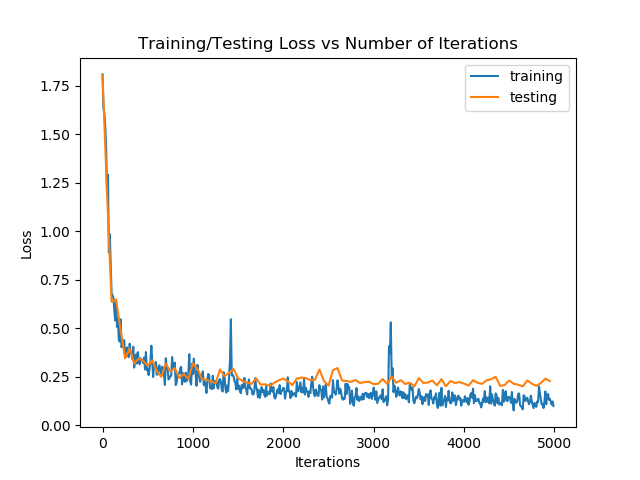 Training/Testing Loss vs Number of Iterations
training
testing
1.75
1.50
1.25
1.00
0.75
0.50
0.25
0.00
Loss
0 1000 2000 3000 4000 5000
Iterations